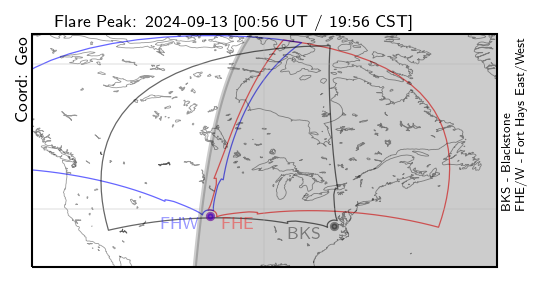 Flare Peak: 2024-09-13 [00:56 UT / 19:56 CST]
Coord: Geo
FHW
FHE
BKS
BKS - Blackstone
FHE/W - Fort Hays East/West